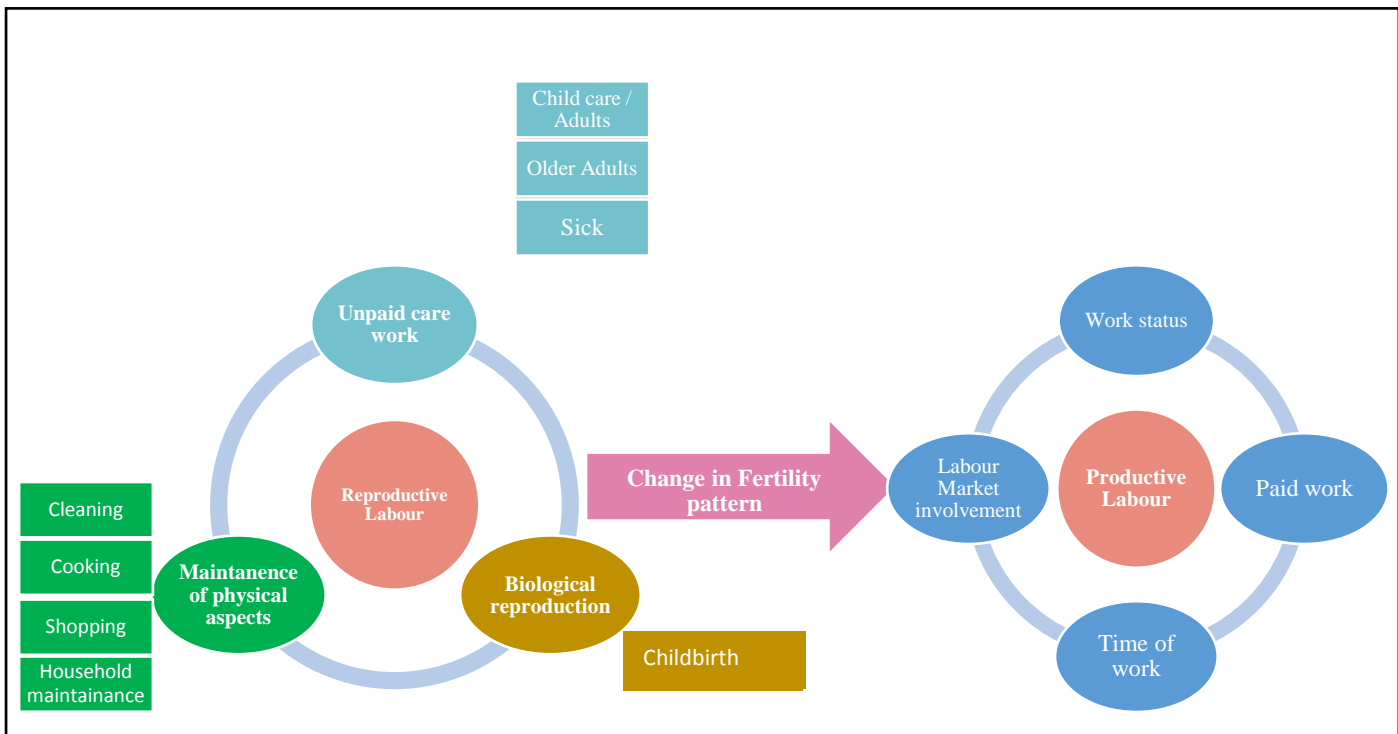 Child care /
Adults
Older Adults
Sick
Unpaid care
work
Reproductive
Labour
Cleaning
Cooking
Shopping
Household
maintainance
Maintanence
of physical
aspects
Biological
reproduction
Childbirth
Change in Fertility
pattern
Work status
Labour
Market
involvement
Productive
Labour
Paid work
Time of
work